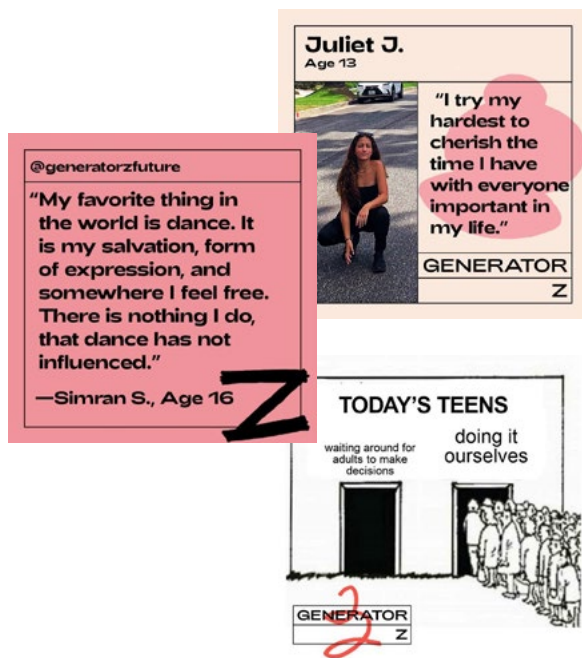 Juliet J.
Age 13
“I try my
hardest to
cherish the
time I have
with everyone
important in
my life.”
GENERATOR
Z
@generatorzfuture
“My favorite thing in
the world is dance. It
is my salvation, form
of expression, and
somewhere I feel free.
There is nothing I do,
that dance has not
influenced.”
—Simran S., Age 16
Z
TODAY’S TEENS
waiting around for
adults to make
decisions
doing it
ourselves
GENERATOR
Z